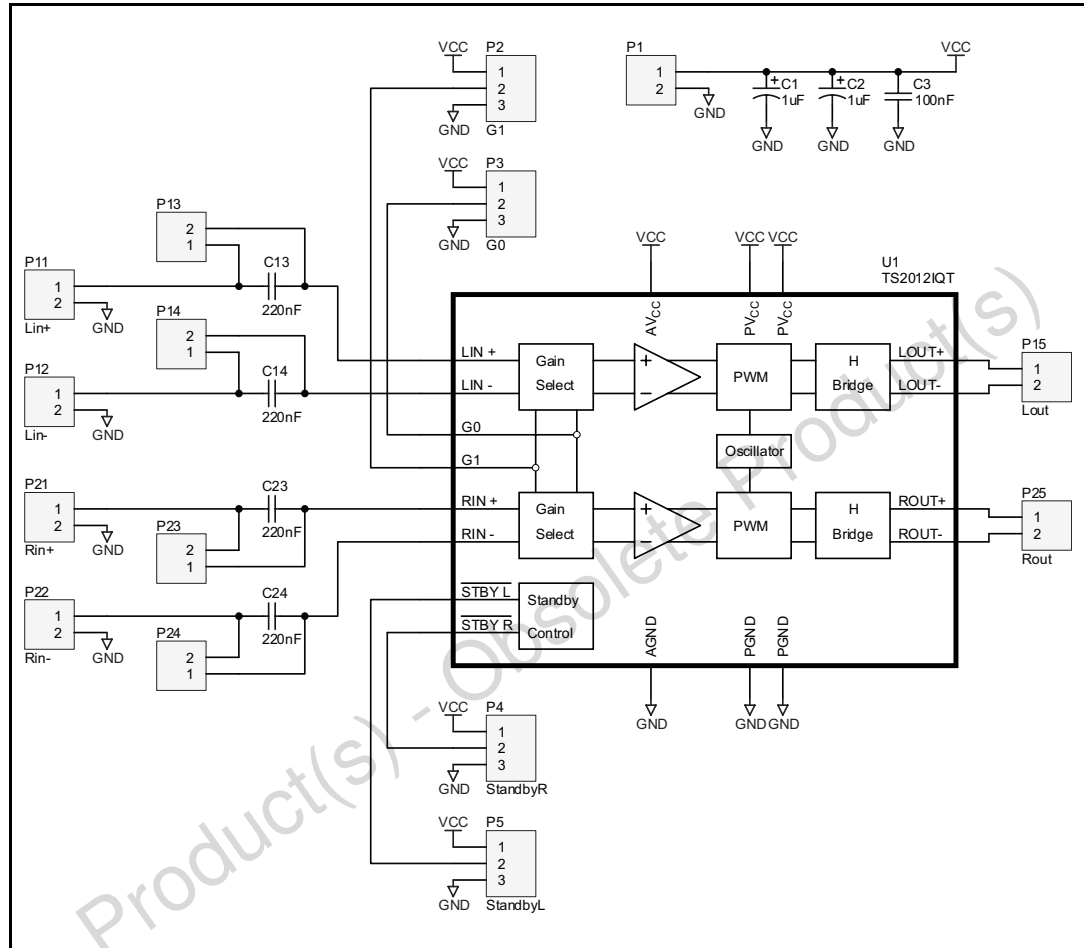 P2
VCC
1
2
3
GND
G1
P1
1
2
GND
VCC
+
C1
1uF
GND
+
C2
1uF
GND
C3
100nF
GND
P3
VCC
1
2
3
GND
G0
P13
2
1
P11
1
2
GND
Lin+
C13
220nF
P14
2
1
P12
1
2
GND
Lin-
C14
220nF
P21
1
2
GND
Rin+
C23
220nF
P23
2
1
P22
1
2
GND
Rin-
C24
220nF
P24
2
1
VCC
VCC
VCC
U1
TS2012IQT
AVCC
PVCC
PVCC
LIN +
LIN -
Gain
Select
+
−
PWM
H
Bridge
LOUT+
LOUT-
P15
1
2
Lout
G0
G1
Oscillator
RIN +
RIN -
Gain
Select
+
−
PWM
H
Bridge
ROUT+
ROUT-
P25
1
2
Rout
STBY L
STBY R
Standby
Control
AGND
PGND
PGND
GND
GND
GND
P4
VCC
1
2
3
GND
StandbyR
P5
VCC
1
2
3
GND
StandbyL
Product(s) - Obsolete Product(s)